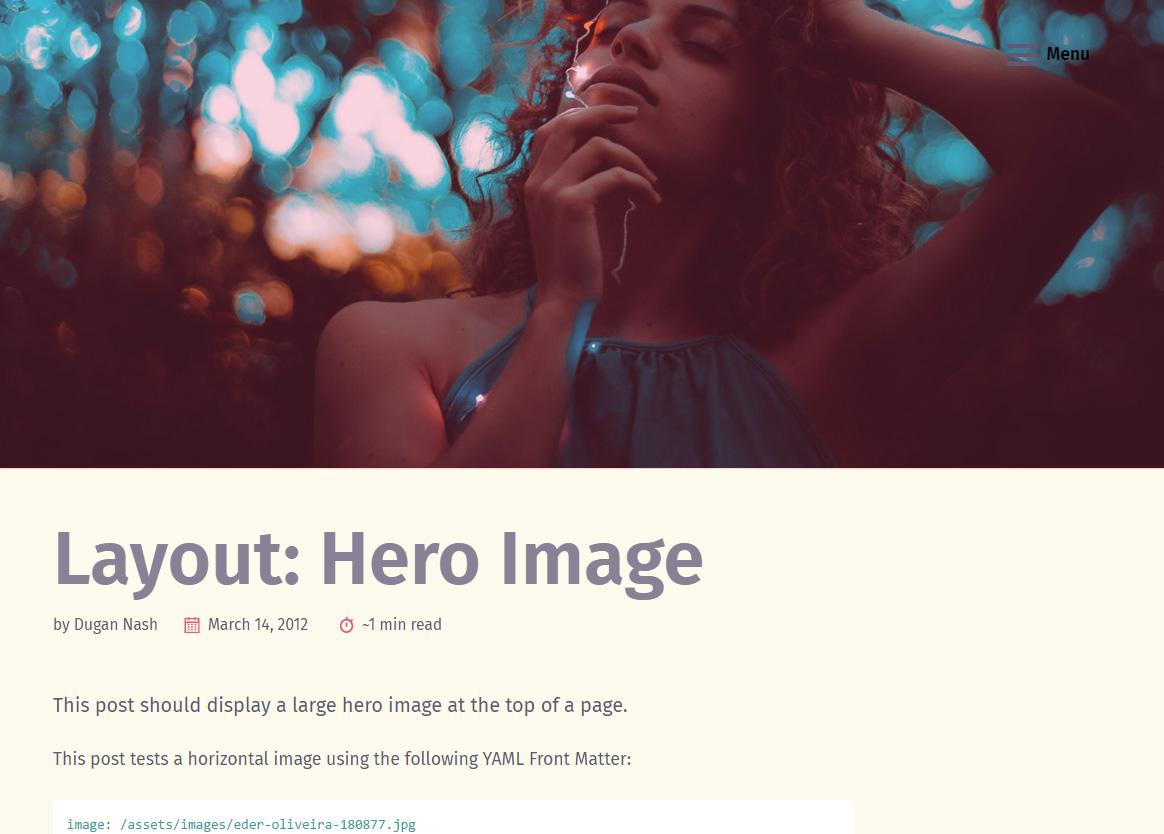 Menu
Layout: Hero Image
by Dugan Nash March 14, 2012 ~1 min read
This post should display a large hero image at the top of a page.
This post tests a horizontal image using the following YAML Front Matter:
image: /assets/images/eder-oliveira-180877.jpg